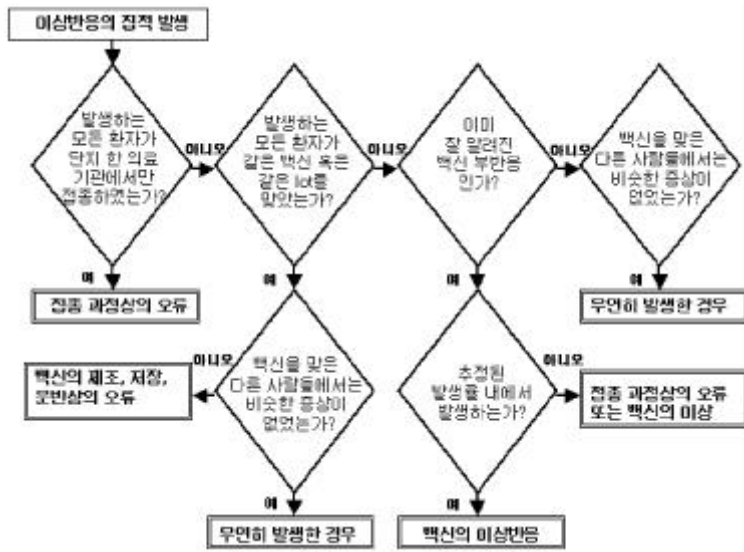 이상반응의 집적 발생
발생하는
모든 환자가
단지 한 의료
기관에서만
접종하였는가?
아니오
발생하는
모든 환자가
같은 백신 혹은
같은 lot를
맞았는가?
아니오
이미
잘 알려진
백신 부반응
인가?
아니오
백신을 맞은
다른 사람들에서는
비슷한 증상이
없었는가?
예
예
예
예
접종 과정상의 오류
우연히 발생한 경우
아니오
백신의 제조, 저장,
운반상의 오류
백신을 맞은
다른 사람들에서는
비슷한 증상이
없었는가?
추정된
발생율 내에서
발생하는가?
아니오
접종 과정상의 오류
또는 백신의 이상
예
예
우연히 발생한 경우
백신의 이상반응